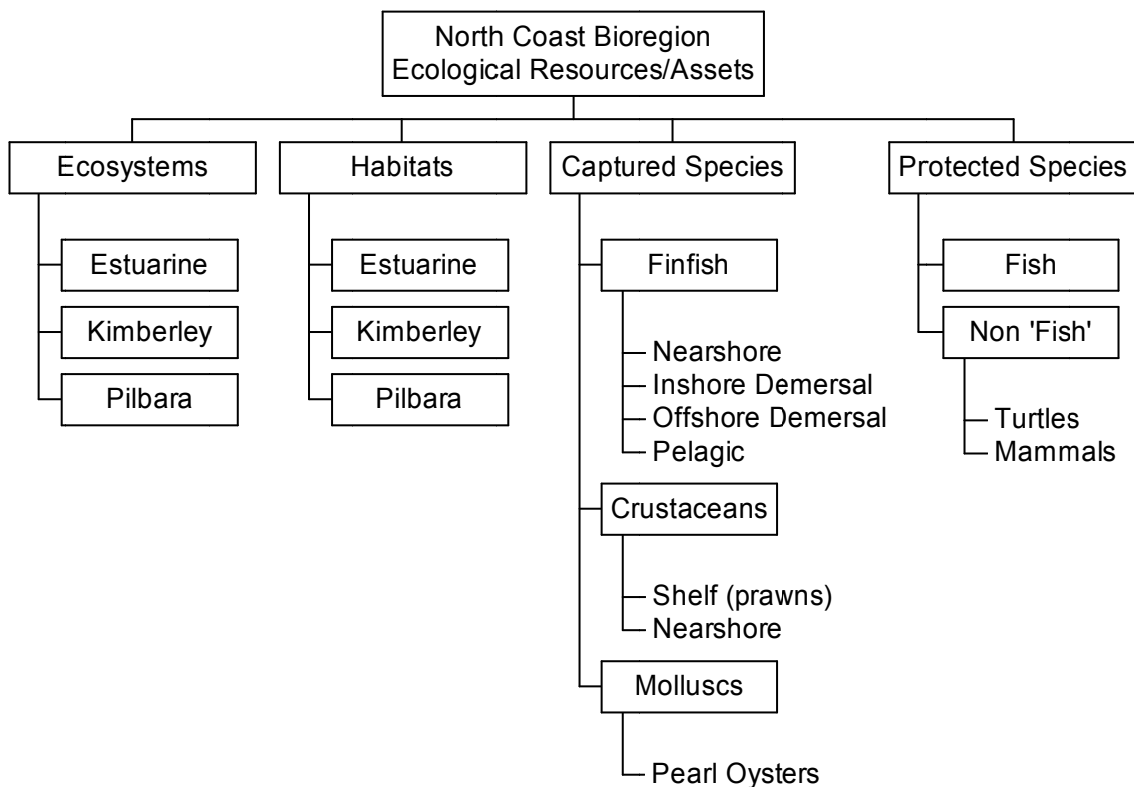 North Coast Bioregion
Ecological Resources/Assets
Ecosystems
Estuarine
Kimberley
Pilbara
Habitats
Estuarine
Kimberley
Pilbara
Captured Species
Finfish
Nearshore
Inshore Demersal
Offshore Demersal
Pelagic
Crustaceans
Shelf (prawns)
Nearshore
Molluscs
Pearl Oysters
Protected Species
Fish
Non 'Fish'
Turtles
Mammals